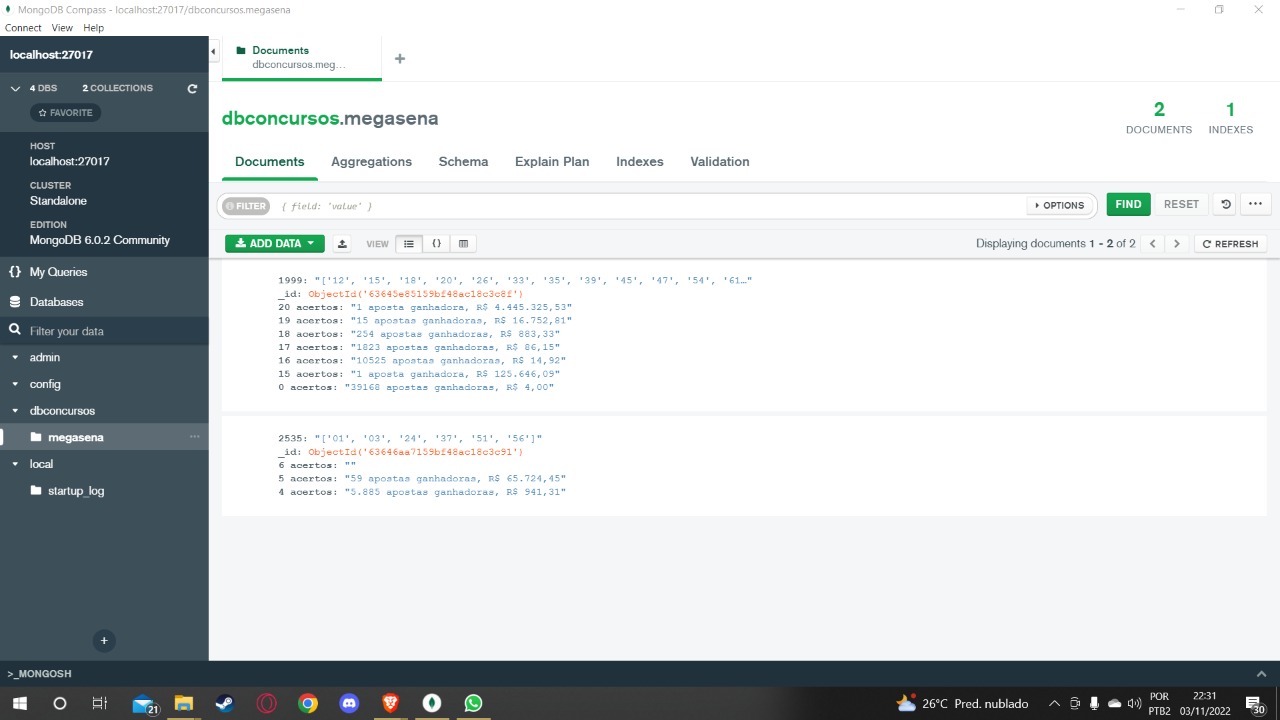 MongoDB Compass - localhost:27017/dbconcursos.megasena
Connect View Help
localhost:27017
4 DBS 2 COLLECTIONS
FAVORITE
HOST
localhost:27017
CLUSTER
Standalone
EDITION
MongoDB 6.0.2 Community
{} My Queries
Databases
Filter your data
admin
config
dbconcursos
megasena
local
startup_log
+
>_MONGOSH
Documents
dbconcursos.meg...
+
dbconcursos.megasena
2
DOCUMENTS
1
INDEXES
Documents Aggregations Schema Explain Plan Indexes Validation
FILTER { field: 'value' } OPTIONS FIND RESET ...
ADD DATA VIEW {} Displaying documents 1 - 2 of 2 REFRESH
1999: "['12', '15', '18', '20', '26', '33', '35', '39', '45', '47', '54', '61…"
_id: ObjectId('63645e85159bf48ac18c3c8f')
20 acertos: "1 aposta ganhadora, R$ 4.445.325,53"
19 acertos: "15 apostas ganhadoras, R$ 16.752,81"
18 acertos: "254 apostas ganhadoras, R$ 883,33"
17 acertos: "1823 apostas ganhadoras, R$ 86,15"
16 acertos: "10525 apostas ganhadoras, R$ 14,92"
15 acertos: "1 aposta ganhadora, R$ 125.646,09"
0 acertos: "39168 apostas ganhadoras, R$ 4,00"
2535: "['01', '03', '24', '37', '51', '56']"
_id: ObjectId('63646aa7159bf48ac18c3c91')
6 acertos: ""
5 acertos: "59 apostas ganhadoras, R$ 65.724,45"
4 acertos: "5.885 apostas ganhadoras, R$ 941,31"
21
26°C Pred. nublado
POR
PTB2
22:31
03/11/2022
30